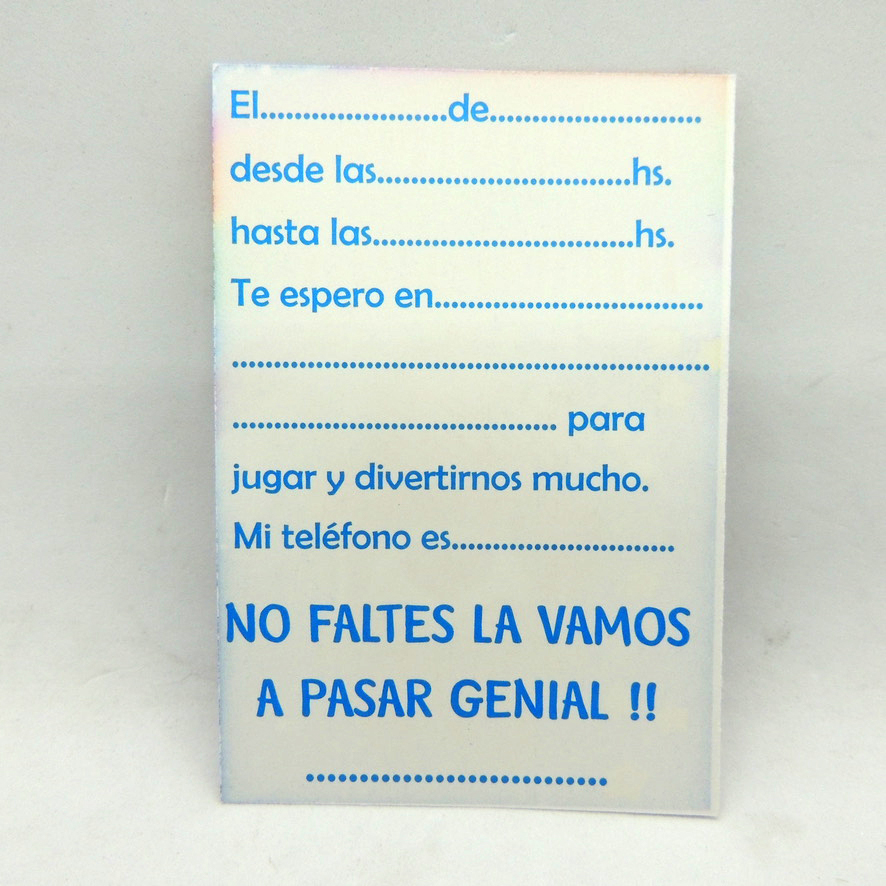 El......................de.........................
desde las..............................hs.
hasta las...............................hs.
Te espero en................................
.........................................................
....................................... para
jugar y divertirnos mucho.
Mi teléfono es...........................
NO FALTES LA VAMOS
A PASAR GENIAL !!
............................